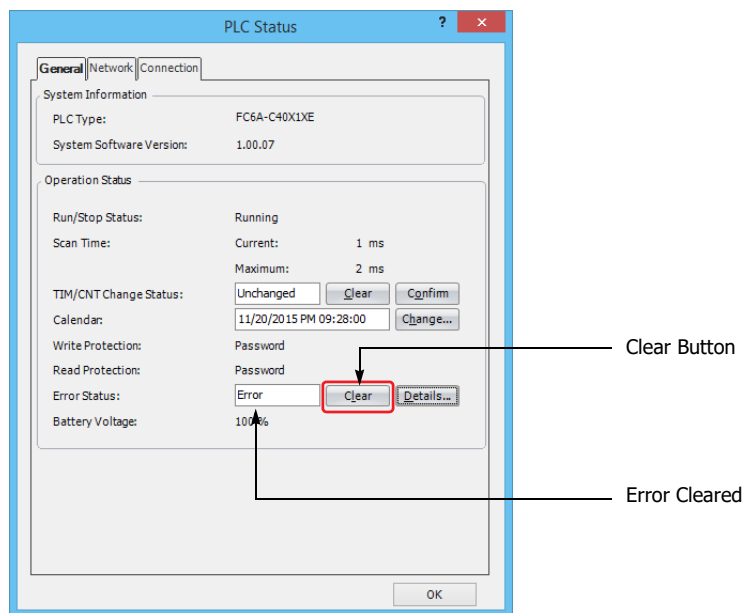 PLC Status
? ×
General Network Connection
System Information
PLC Type: FC6A-C40X1XE
System Software Version: 1.00.07
Operation Status
Run/Stop Status: Running
Scan Time: Current: 1 ms
Maximum: 2 ms
TIM/CNT Change Status: Unchanged Clear Confirm
Calendar: 11/20/2015 PM 09:28:00 Change...
Write Protection: Password
Clear Button
Read Protection: Password
Error Status: Error Clear Details...
Battery Voltage: 100 %
Error Cleared
OK